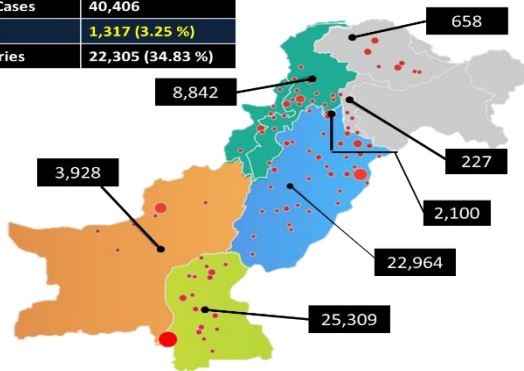 Cases 40,406
1,317 (3.25 %)
ries 22,305 (34.83 %)
658
8,842
227
3,928
2,100
22,964
25,309